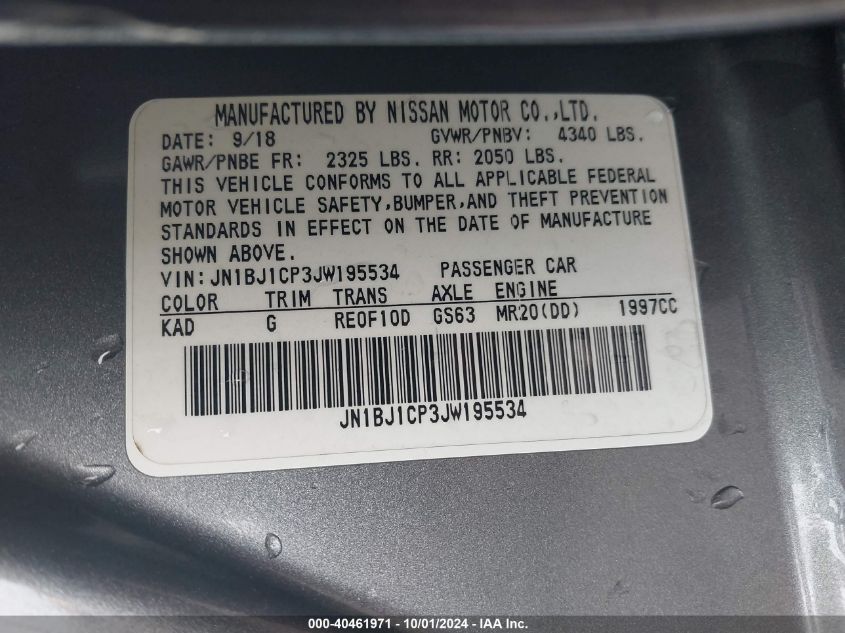 MANUFACTURED BY NISSAN MOTOR CO.,LTD.
DATE: 9/18 GVWR/PNBV: 4340 LBS.
GAWR/PNBE FR: 2325 LBS. RR: 2050 LBS.
THIS VEHICLE CONFORMS TO ALL APPLICABLE FEDERAL
MOTOR VEHICLE SAFETY,BUMPER,AND THEFT PREVENTION
STANDARDS IN EFFECT ON THE DATE OF MANUFACTURE
SHOWN ABOVE.
VIN:JN1BJ1CP3JW195534 PASSENGER CAR
COLOR TRIM TRANS AXLE ENGINE
KAD G RE0F10D GS63 MR20(DD) 1997CC
JN1BJ1CP3JW195534
000-40461971 - 10/01/2024 - IAA Inc.